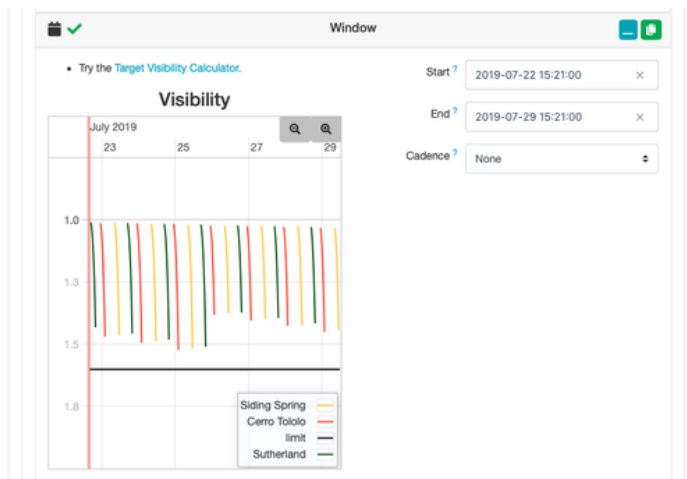 Window
• Try the Target Visibility Calculator.
Visibility
July 2019
23 25 27 29
1.0
1.3
1.5
1.8
Siding Spring
Cerro Tololo
limit
Sutherland
Start ? 2019-07-22 15:21:00 ×
End ? 2019-07-29 15:21:00 ×
Cadence ? None